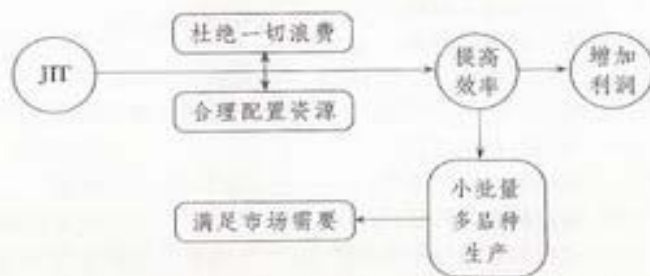 杜绝一切浪费
JIT
提高
效率
增加
利润
合理配置资源
小批量
多品种
生产
满足市场需要